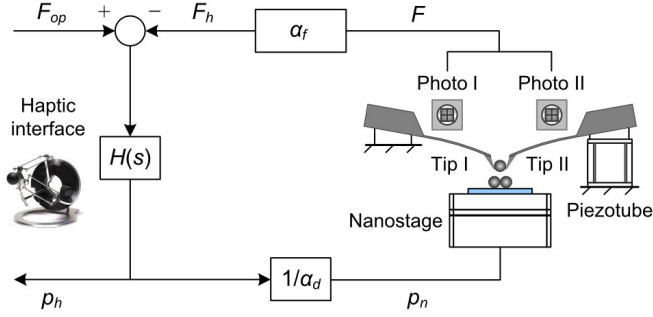 F_op + − F_h α_f F
Photo I Photo II
Haptic
interface
H(s)
Tip I Tip II
Nanostage
Piezotube
p_h 1/α_d p_n